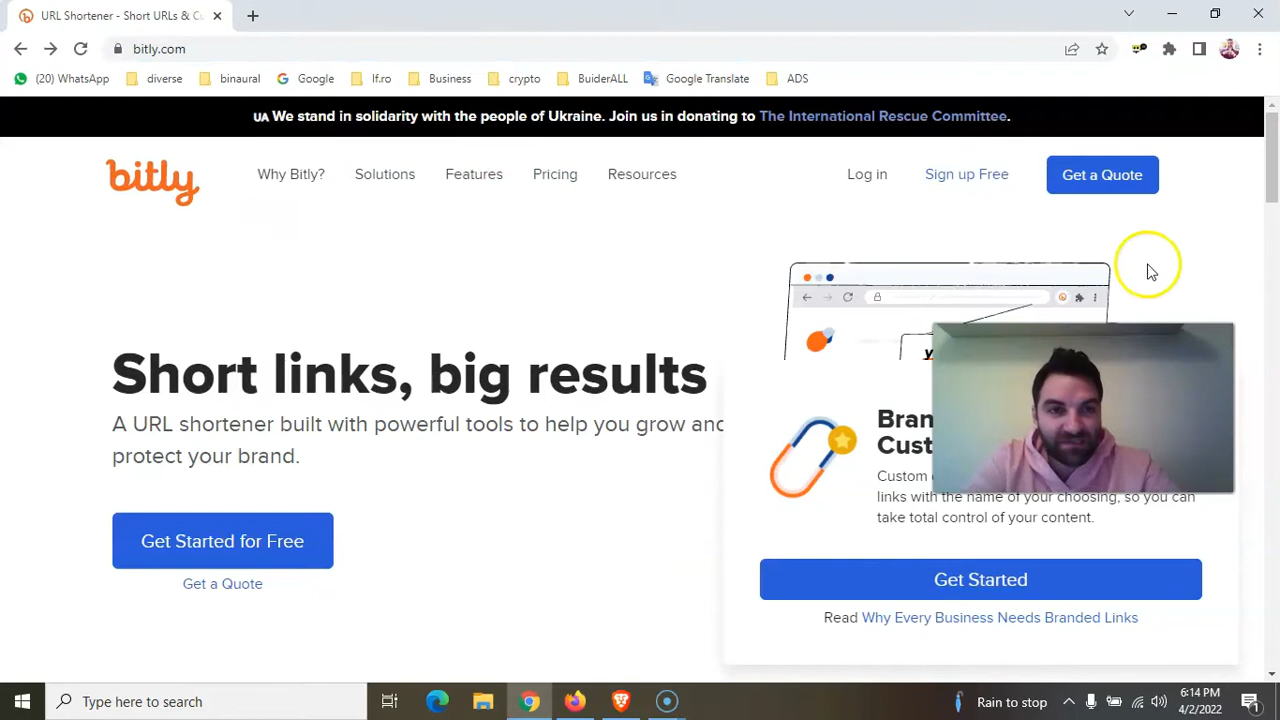 URL Shortener - Short URLs & Cu
bitly.com
(20) WhatsApp
diverse
binaural
Google
lf.ro
Business
crypto
BuiderALL
Google Translate
ADS
UA We stand in solidarity with the people of Ukraine. Join us in donating to The International Rescue Committee.
bitly
Why Bitly?
Solutions
Features
Pricing
Resources
Log in
Sign up Free
Get a Quote
Short links, big results
A URL shortener built with powerful tools to help you grow and
protect your brand.
Get Started for Free
Get a Quote
y
Bran
Cust
Custom
links with the name of your choosing, so you can
take total control of your content.
Get Started
Read Why Every Business Needs Branded Links
Type here to search
Rain to stop
6:14 PM
4/2/2022
1